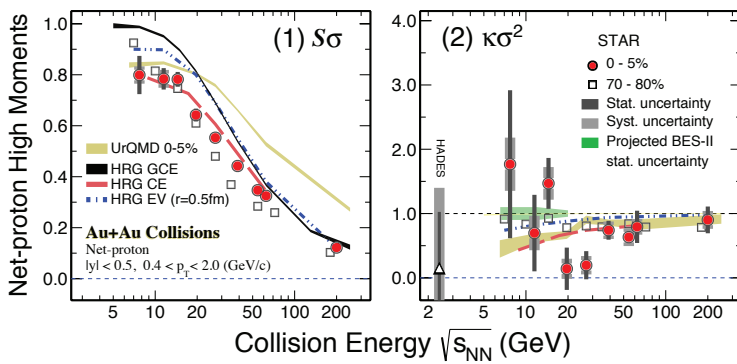 Net-proton High Moments
1.0
0.8
0.6
0.4
0.2
0.0
(1) Sσ
UrQMD 0-5%
HRG GCE
HRG CE
HRG EV (r=0.5fm)
Au+Au Collisions
Net-proton
|y| < 0.5, 0.4 < p_T < 2.0 (GeV/c)
5 10 20 50 100 200
(2) κσ²
STAR
0 - 5%
70 - 80%
Stat. uncertainty
Syst. uncertainty
Projected BES-II
stat. uncertainty
HADES
4.0
3.0
2.0
1.0
0.0
2 5 10 20 50 100 200
Collision Energy √s_NN (GeV)